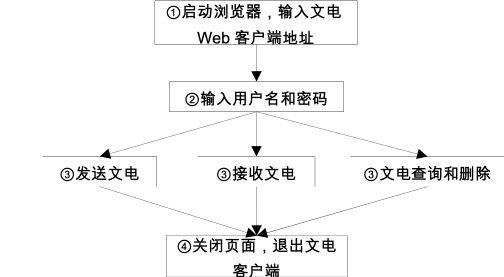 ①启动浏览器，输入文电
Web 客户端地址
②输入用户名和密码
③发送文电
③接收文电
③文电查询和删除
④关闭页面，退出文电
客户端